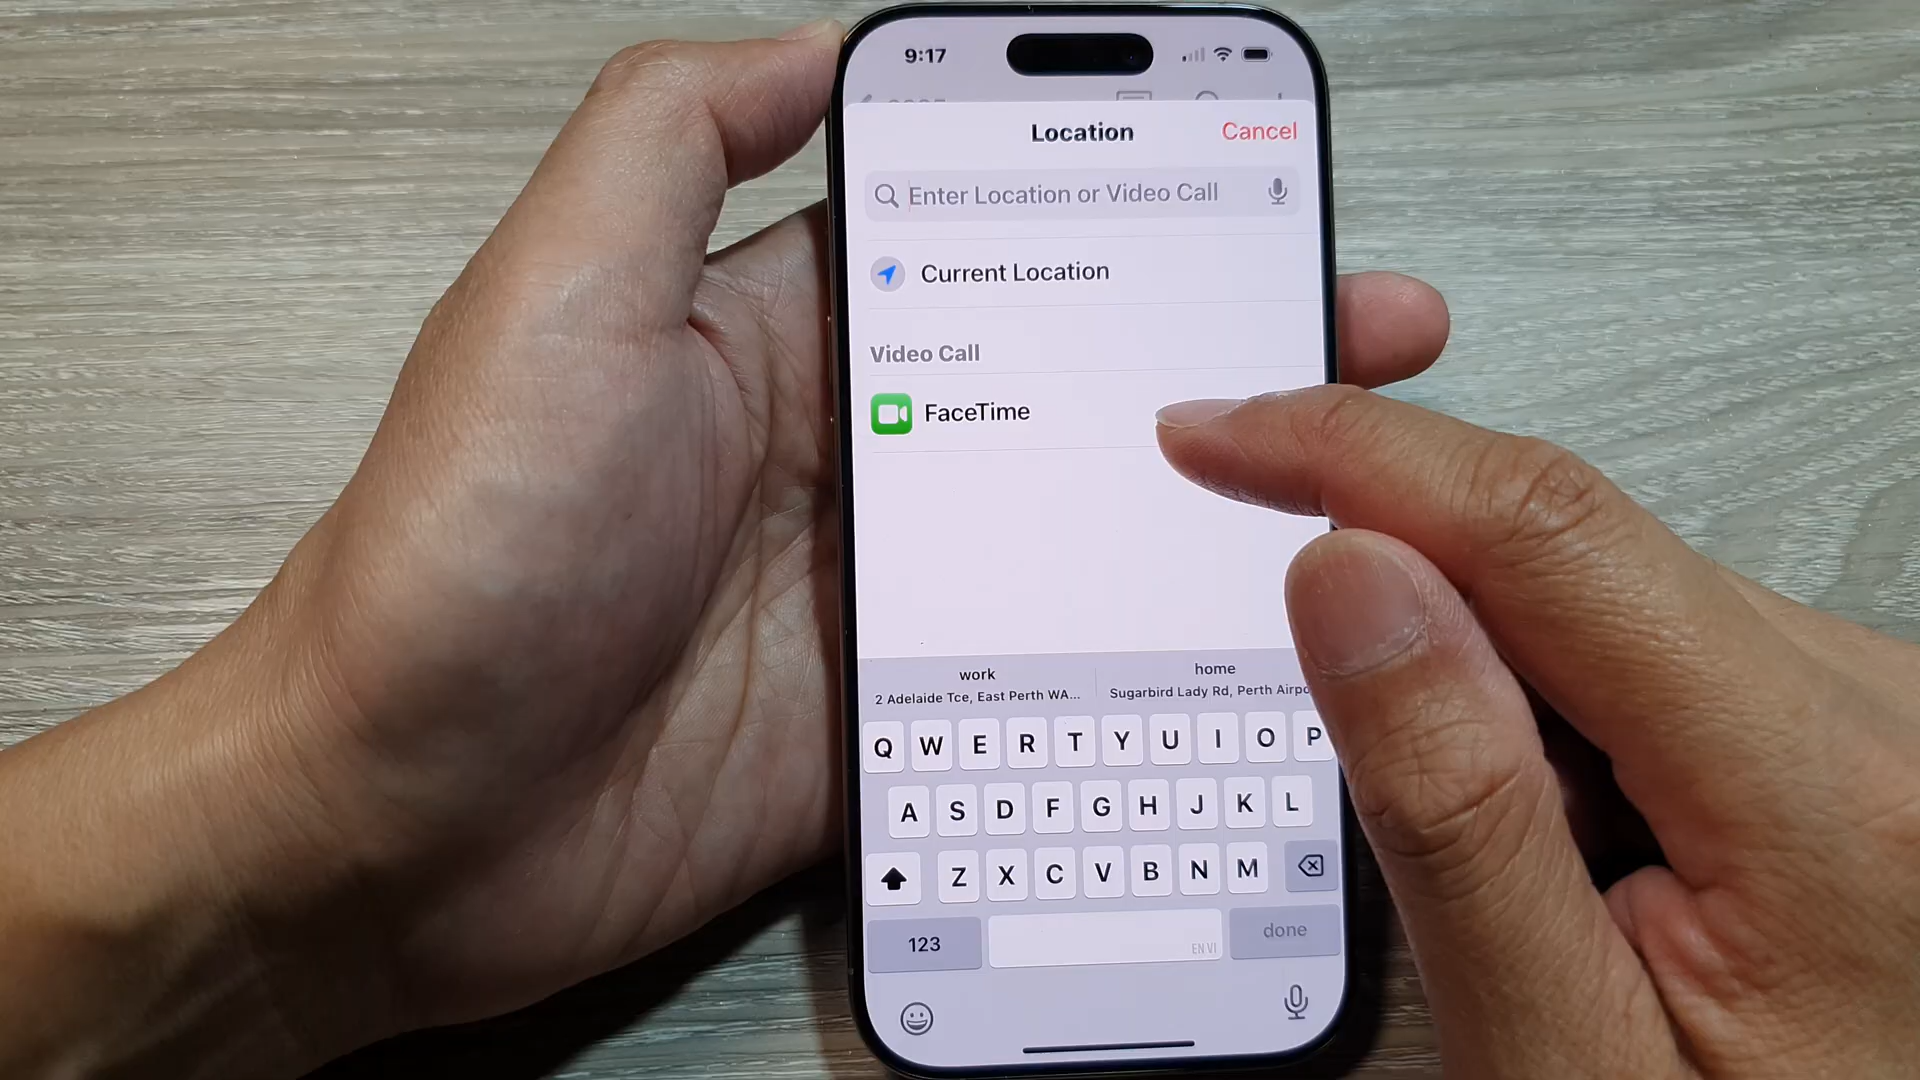 9:17
Location
Cancel
Enter Location or Video Call
Current Location
Video Call
FaceTime
work
2 Adelaide Tce, East Perth WA...
home
Sugarbird Lady Rd, Perth Airpo
Q W E R T Y U I O P
A S D F G H J K L
Z X C V B N M
123
EN VI
done